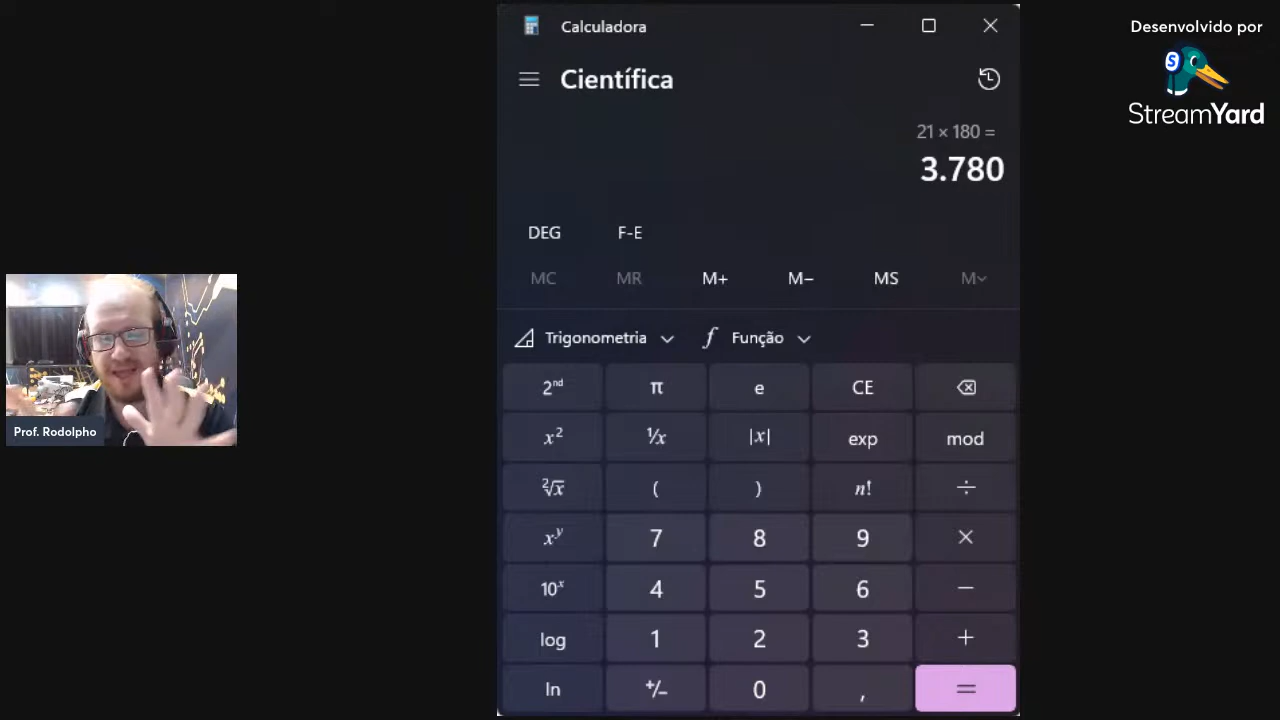 Calculadora
Desenvolvido por
StreamYard
Científica
21 × 180 =
3.780
DEG F-E
MC MR M+ M− MS M
Trigonometria f Função
2nd π e CE
x² ¹/x |x| exp mod
²√x ( ) n! ÷
xʸ 7 8 9 ×
10ˣ 4 5 6 −
log 1 2 3 +
ln +/− 0 , =
Prof. Rodolpho